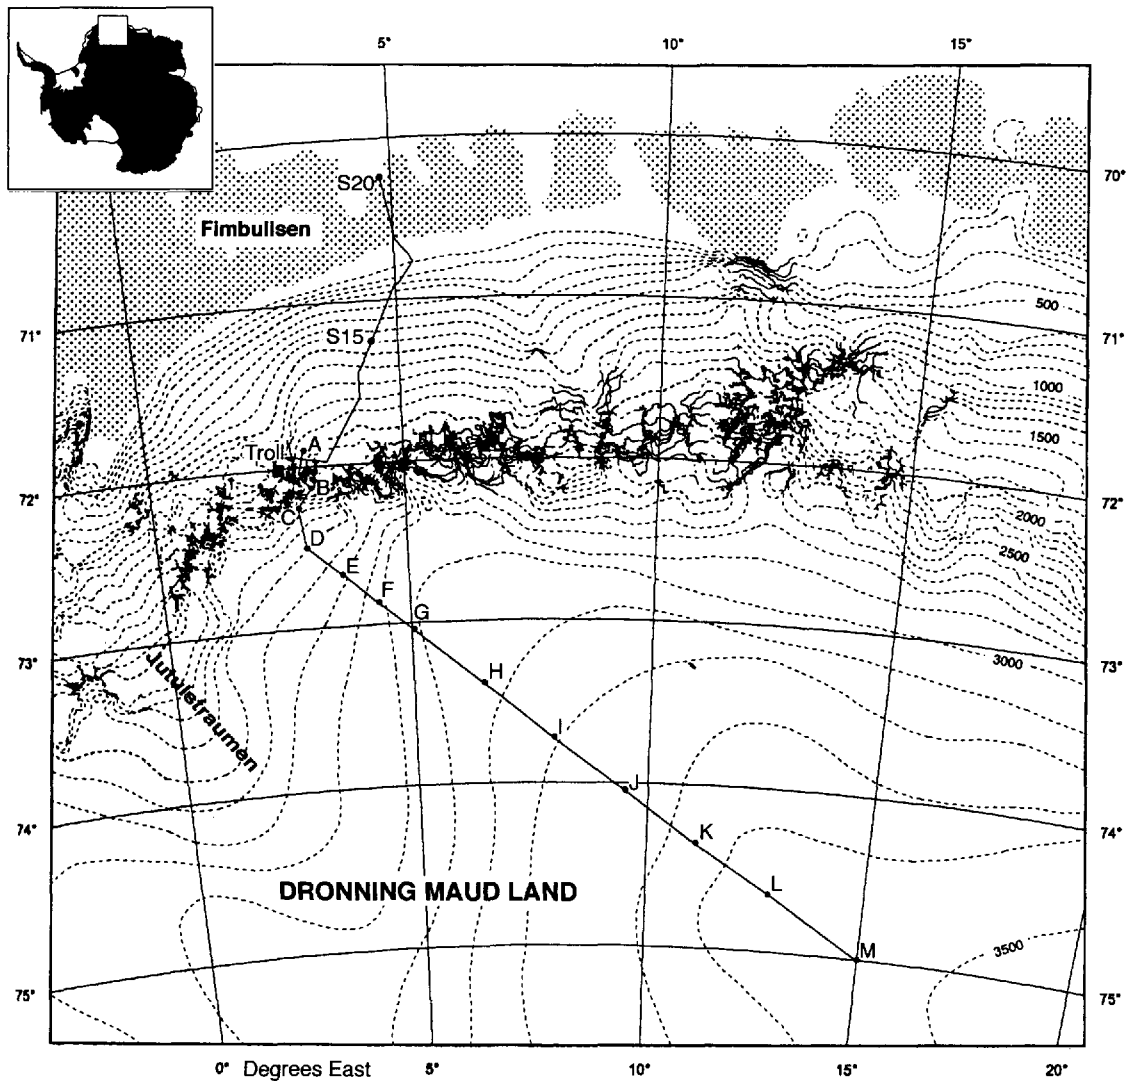 5°
10°
15°
70°
S20
Fimbulisen
500
71°
S15
71°
1000
1500
Troll
A
B
72°
72°
C
2000
D
2500
E
F
G
73°
3000
73°
H
Jutulstraumen
I
J
74°
74°
K
DRONNING MAUD LAND
L
M
3500
75°
75°
0° Degrees East
5°
10°
15°
20°